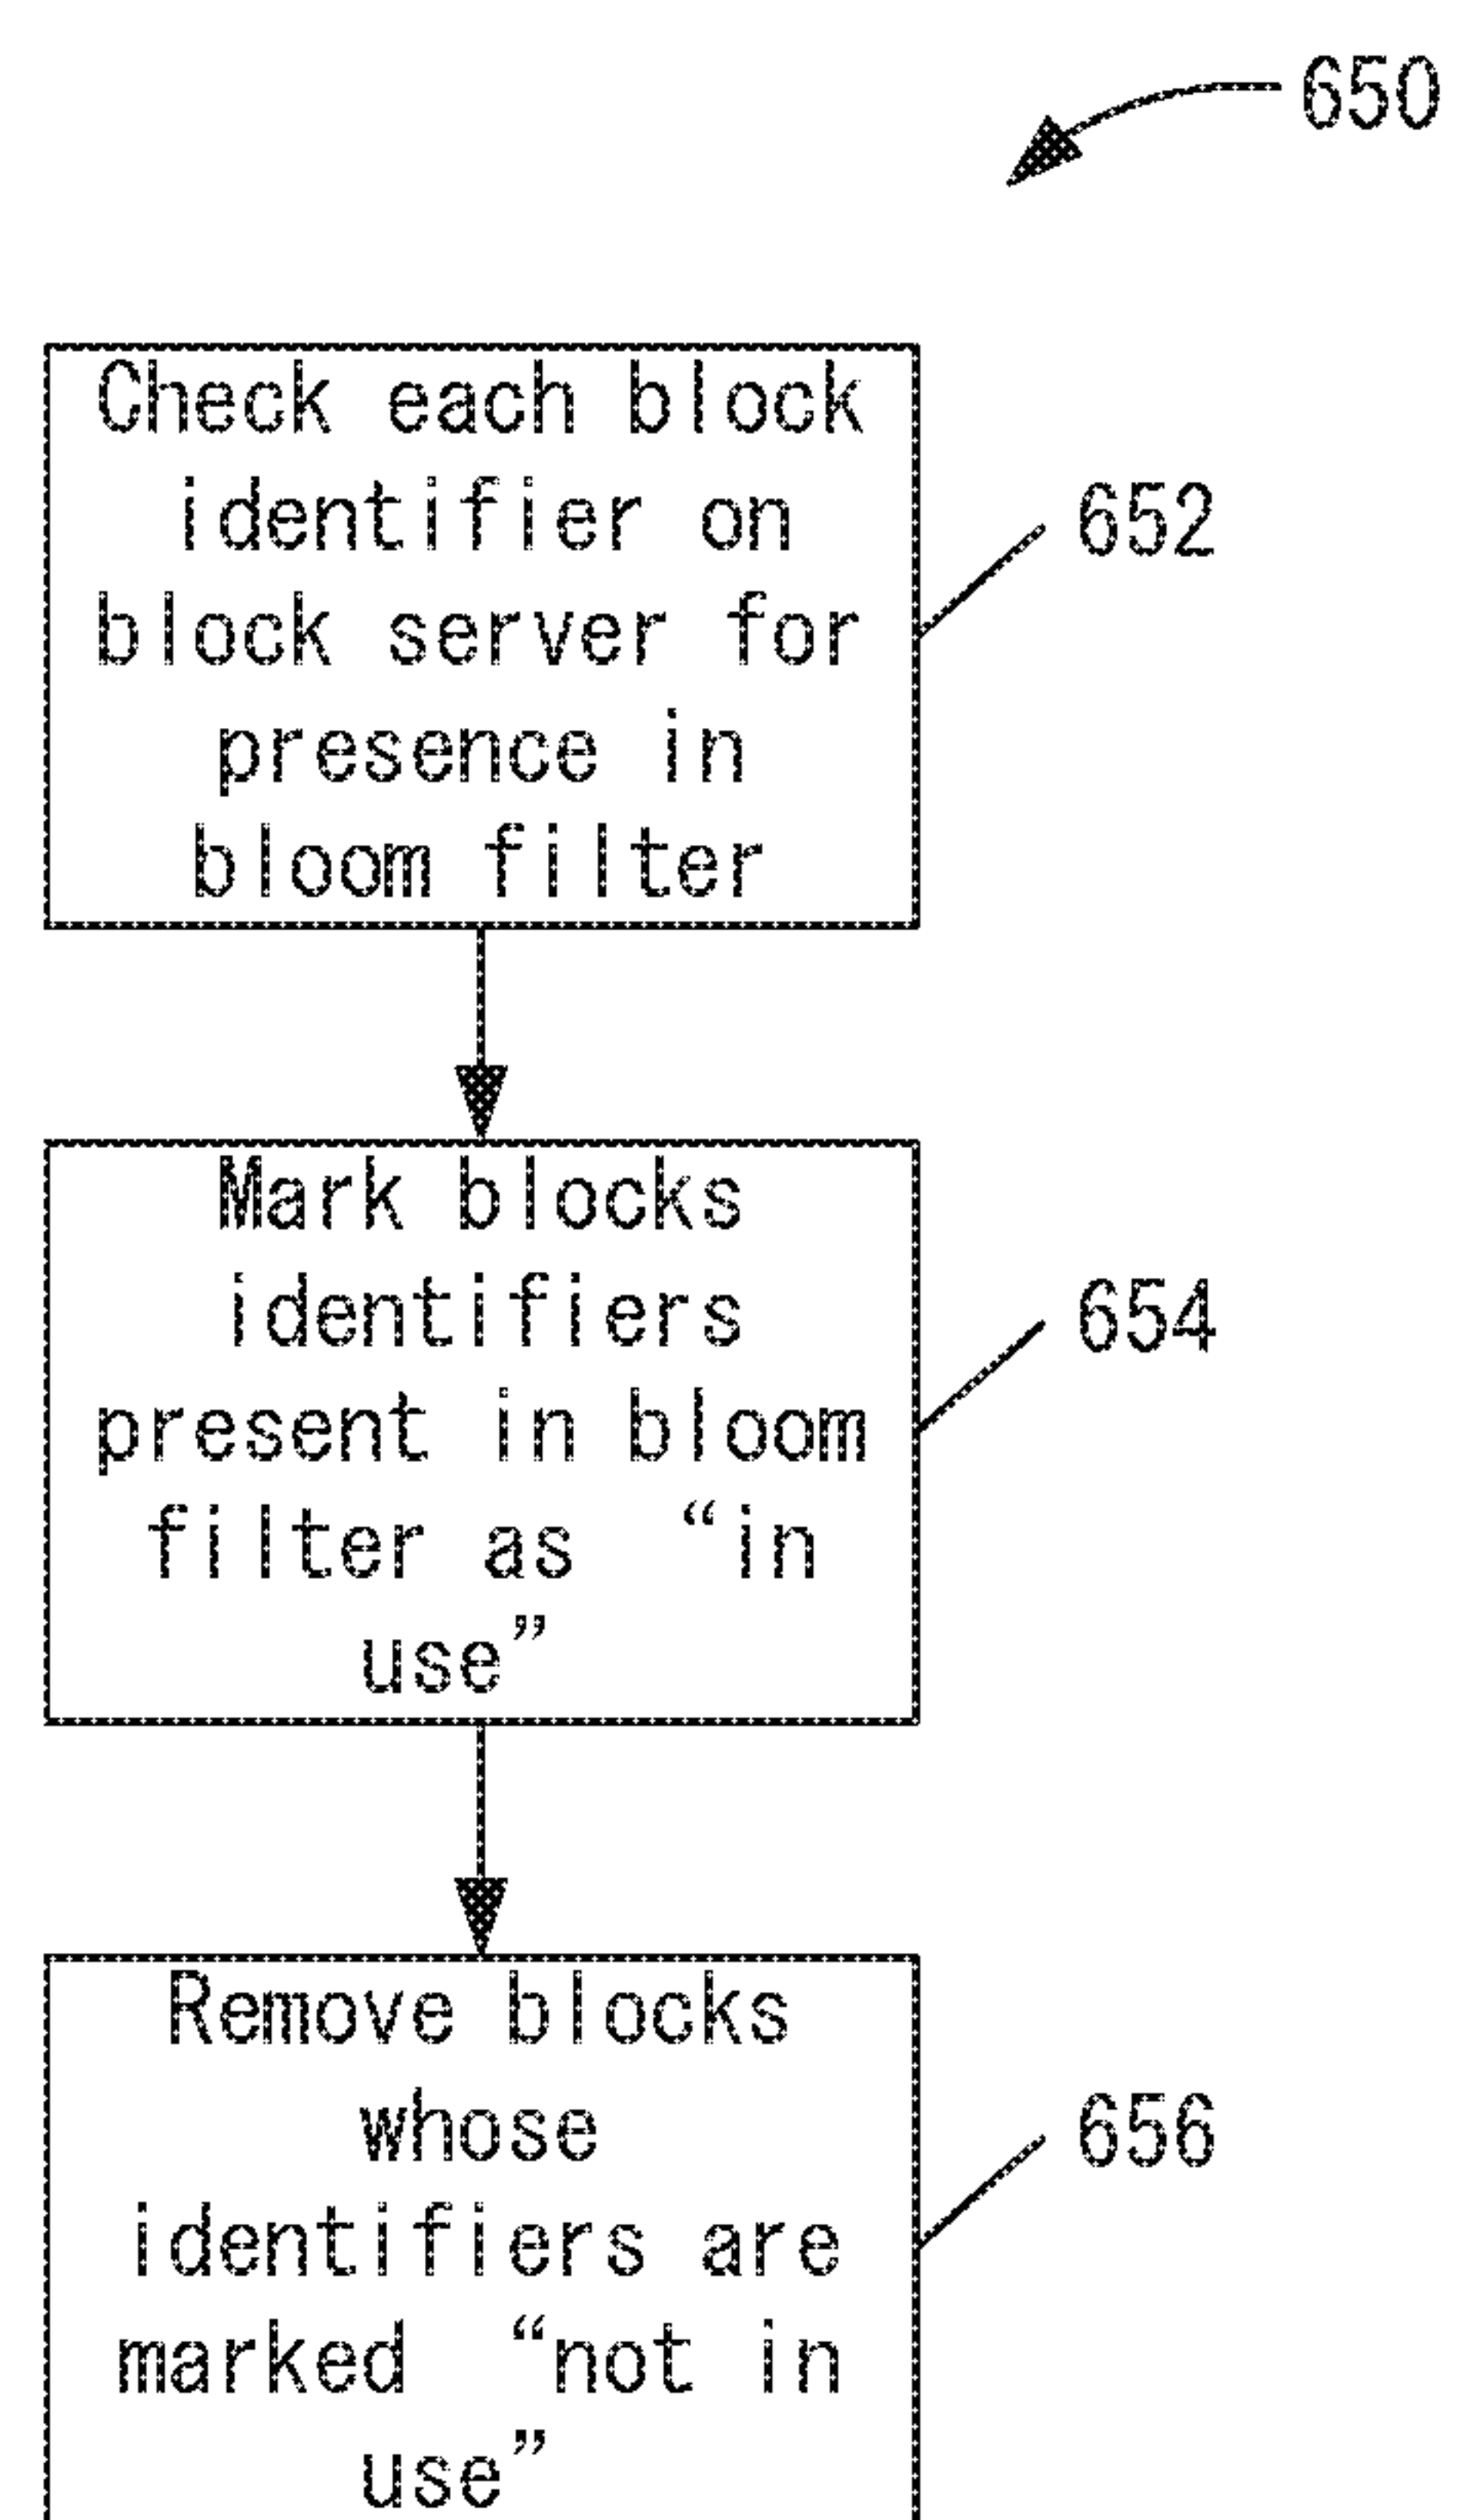 650
Check each block
identifier on
block server for
presence in
bloom filter
652
Mark blocks
identifiers
present in bloom
filter as “in
use”
654
Remove blocks
whose
identifiers are
marked “not in
use”
656